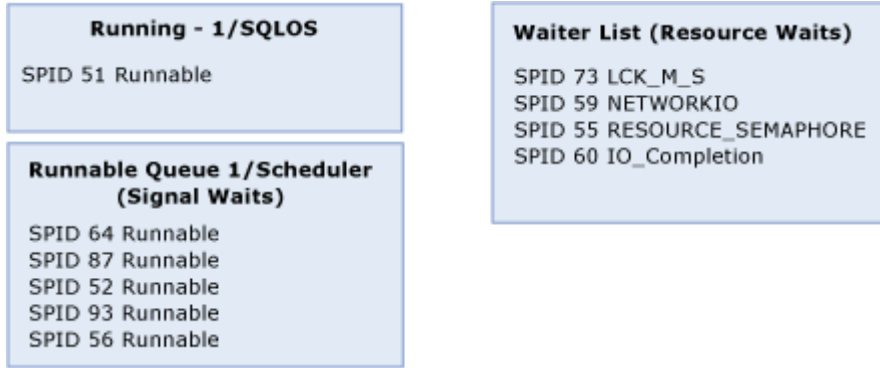 Running - 1/SQLOS
SPID 51 Runnable
Runnable Queue 1/Scheduler
(Signal Waits)
SPID 64 Runnable
SPID 87 Runnable
SPID 52 Runnable
SPID 93 Runnable
SPID 56 Runnable
Waiter List (Resource Waits)
SPID 73 LCK_M_S
SPID 59 NETWORKIO
SPID 55 RESOURCE_SEMAPHORE
SPID 60 IO_Completion